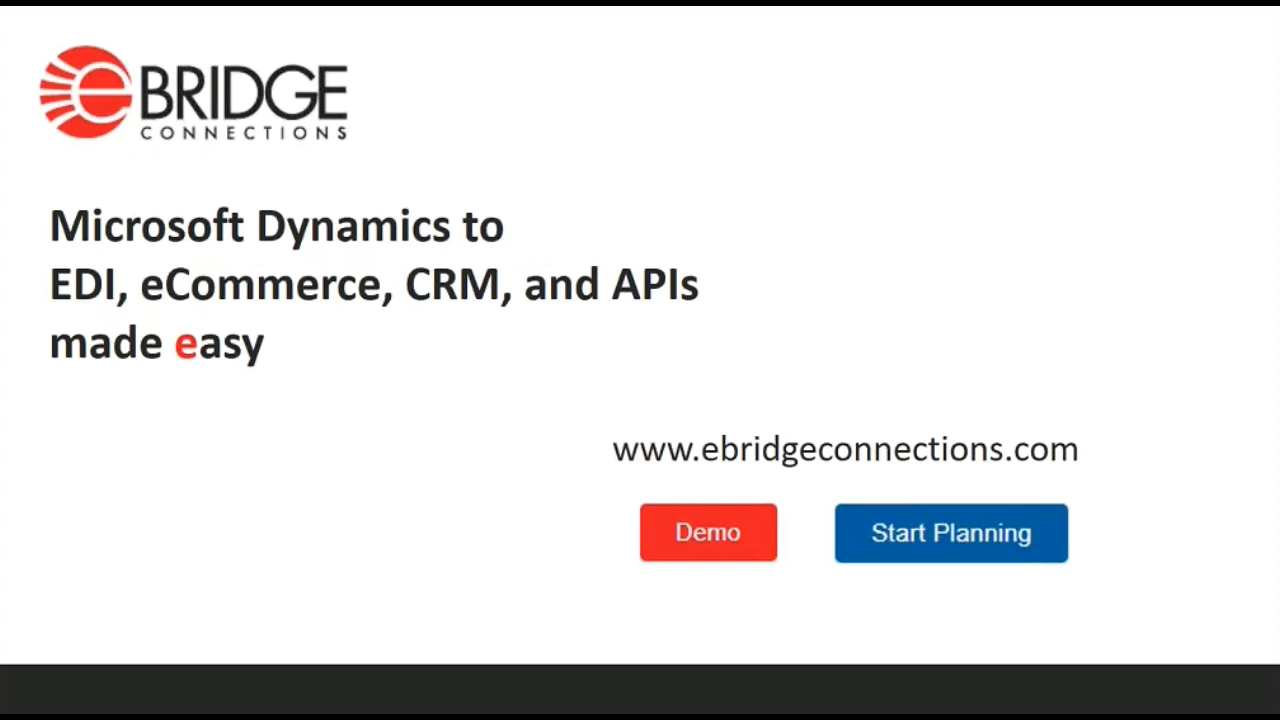 eBRIDGE
CONNECTIONS
Microsoft Dynamics to
EDI, eCommerce, CRM, and APIs
made easy
www.ebridgeconnections.com
Demo
Start Planning